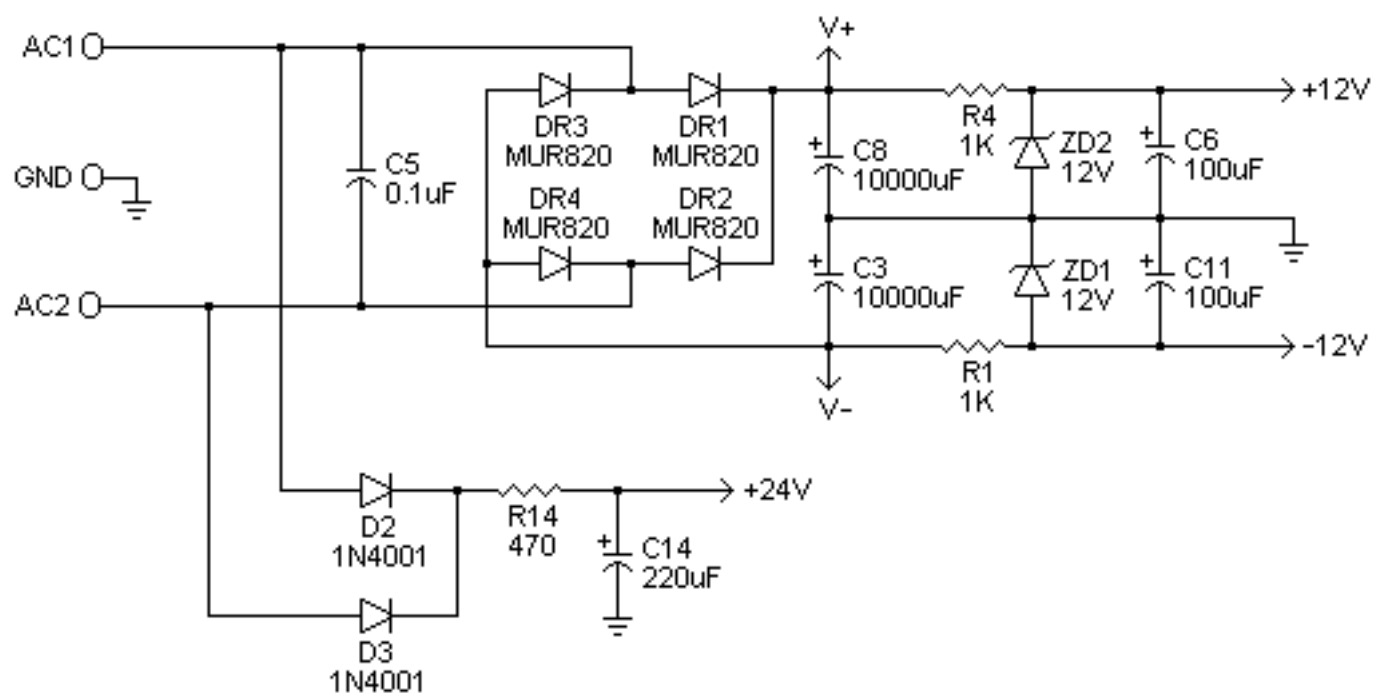 V+
AC1
+12V
R4
1K
DR3
MUR820
DR1
MUR820
ZD2
12V
+
C6
100uF
+
C8
10000uF
C5
0.1uF
GND
DR4
MUR820
DR2
MUR820
+
C3
10000uF
ZD1
12V
+
C11
100uF
AC2
-12V
R1
1K
V-
+24V
D2
1N4001
R14
470
+
C14
220uF
D3
1N4001